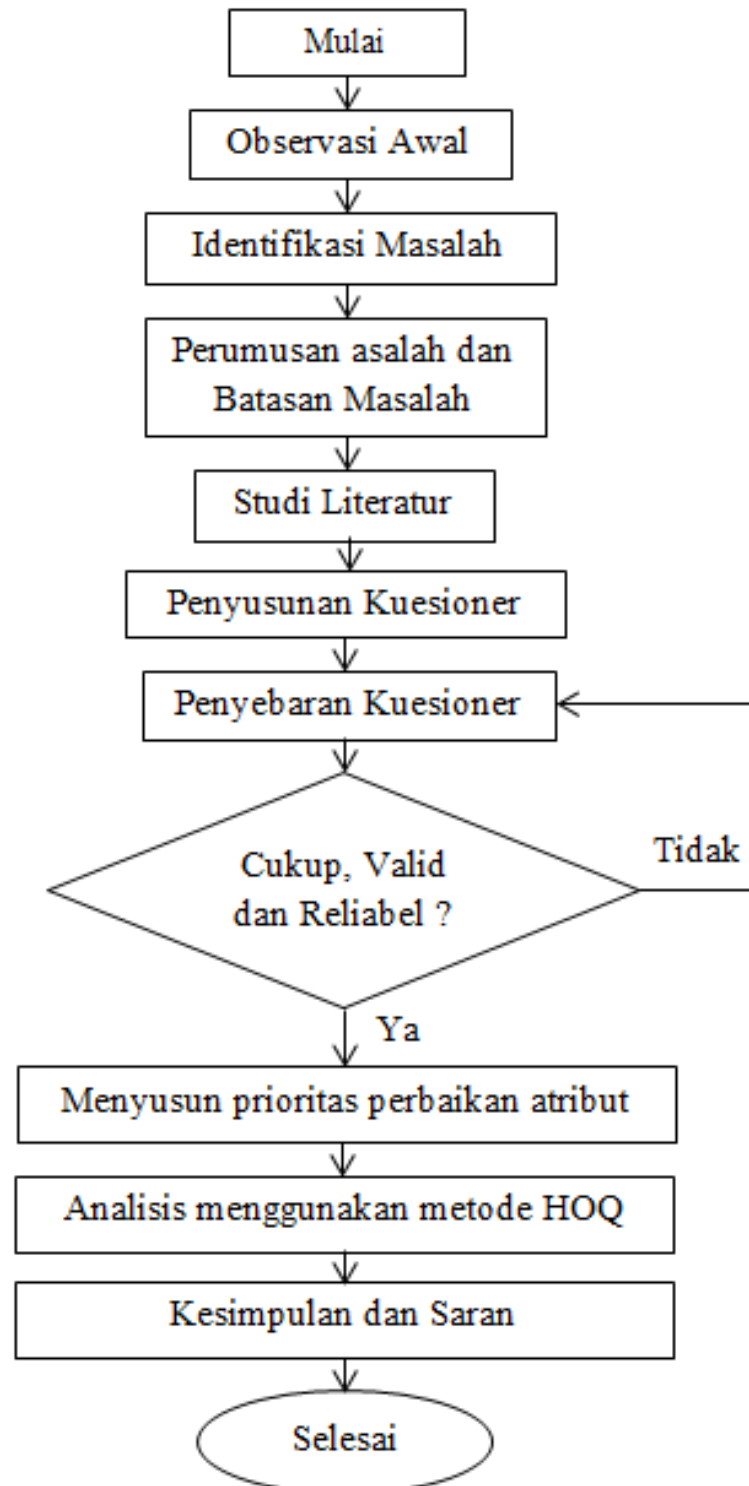 Mulai
Observasi Awal
Identifikasi Masalah
Perumusan asalah dan
Batasan Masalah
Studi Literatur
Penyusunan Kuesioner
Penyebaran Kuesioner
Cukup, Valid
dan Reliabel ?
Tidak
Ya
Menyusun prioritas perbaikan atribut
Analisis menggunakan metode HOQ
Kesimpulan dan Saran
Selesai